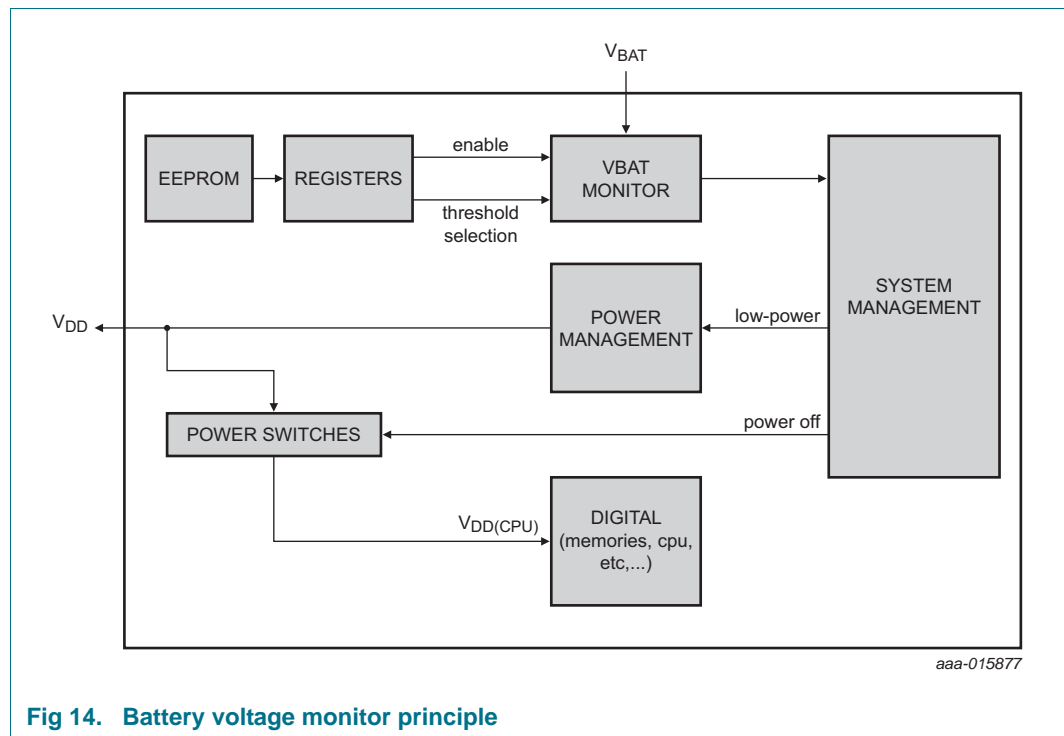 VBAT
EEPROM
REGISTERS
enable
threshold
selection
VBAT
MONITOR
SYSTEM
MANAGEMENT
VDD
POWER
MANAGEMENT
low-power
POWER SWITCHES
power off
VDD(CPU)
DIGITAL
(memories, cpu,
etc,...)
aaa-015877
Fig 14. Battery voltage monitor principle